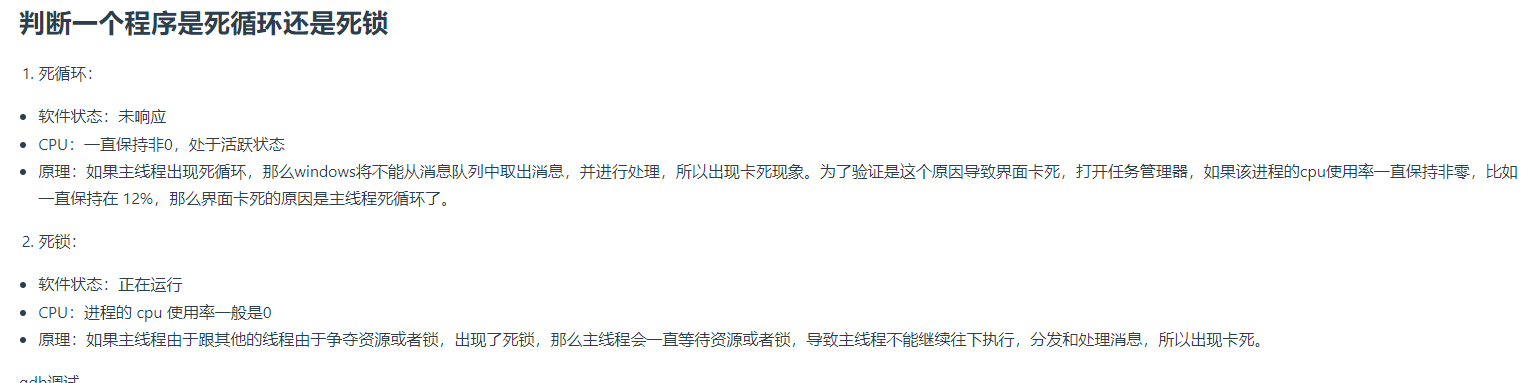 判断一个程序是死循环还是死锁
1. 死循环：
• 软件状态：未响应
• CPU：一直保持非0，处于活跃状态
• 原理：如果主线程出现死循环，那么windows将不能从消息队列中取出消息，并进行处理，所以出现卡死现象。为了验证是这个原因导致界面卡死，打开任务管理器，如果该进程的cpu使用率一直保持非零，比如
一直保持在 12%，那么界面卡死的原因是主线程死循环了。
2. 死锁：
• 软件状态：正在运行
• CPU：进程的 cpu 使用率一般是0
• 原理：如果主线程由于跟其他的线程由于争夺资源或者锁，出现了死锁，那么主线程会一直等待资源或者锁，导致主线程不能继续往下执行，分发和处理消息，所以出现卡死。
gdb调试